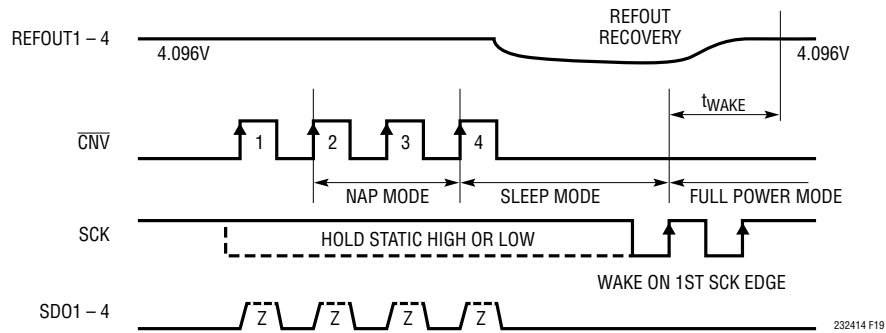 REFOUT
RECOVERY
REFOUT1 – 4
4.096V
4.096V
tWAKE
CNV
1
2
3
4
NAP MODE
SLEEP MODE
FULL POWER MODE
SCK
HOLD STATIC HIGH OR LOW
WAKE ON 1ST SCK EDGE
SDO1 – 4
Z
Z
Z
Z
232414 F19